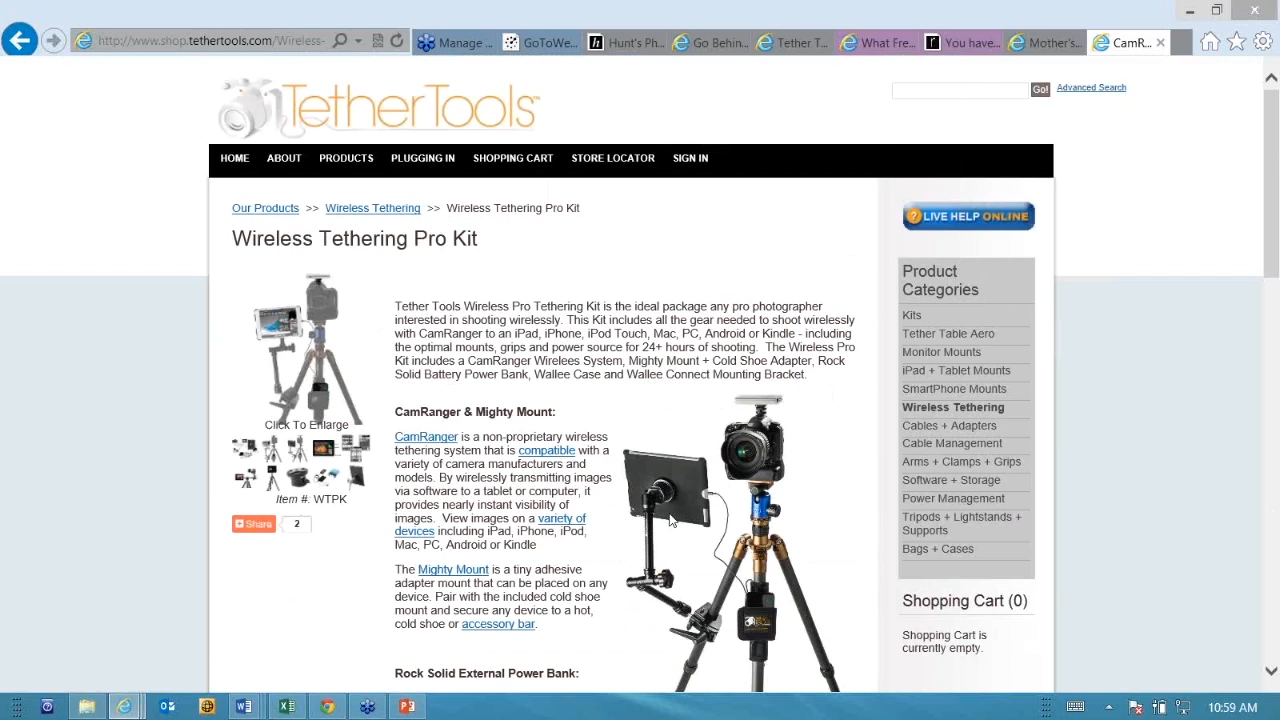 http://www.shop.tethertools.com/Wireless-
Manage
GoToWe...
Hunt's Ph...
Go Behin...
Tether T...
What Fre...
You have...
Mother's...
CamR...
TetherTools
Go!
Advanced Search
HOME
ABOUT
PRODUCTS
PLUGGING IN
SHOPPING CART
STORE LOCATOR
SIGN IN
Our Products >> Wireless Tethering >> Wireless Tethering Pro Kit
Wireless Tethering Pro Kit
Click To Enlarge
Item #: WTPK
Share
2
Tether Tools Wireless Pro Tethering Kit is the ideal package any pro photographer
interested in shooting wirelessly. This Kit includes all the gear needed to shoot wirelessly
with CamRanger to an iPad, iPhone, iPod Touch, Mac, PC, Android or Kindle - including
the optimal mounts, grips and power source for 24+ hours of shooting. The Wireless Pro
Kit includes a CamRanger Wirelees System, Mighty Mount + Cold Shoe Adapter, Rock
Solid Battery Power Bank, Wallee Case and Wallee Connect Mounting Bracket.
CamRanger & Mighty Mount:
CamRanger is a non-proprietary wireless
tethering system that is compatible with a
variety of camera manufacturers and
models. By wirelessly transmitting images
via software to a tablet or computer, it
provides nearly instant visibility of
images. View images on a variety of
devices including iPad, iPhone, iPod,
Mac, PC, Android or Kindle
The Mighty Mount is a tiny adhesive
adapter mount that can be placed on any
device. Pair with the included cold shoe
mount and secure any device to a hot,
cold shoe or accessory bar.
Rock Solid External Power Bank:
LIVE HELP ONLINE
Product
Categories
Kits
Tether Table Aero
Monitor Mounts
iPad + Tablet Mounts
SmartPhone Mounts
Wireless Tethering
Cables + Adapters
Cable Management
Arms + Clamps + Grips
Software + Storage
Power Management
Tripods + Lightstands +
Supports
Bags + Cases
Shopping Cart (0)
Shopping Cart is
currently empty.
10:59 AM